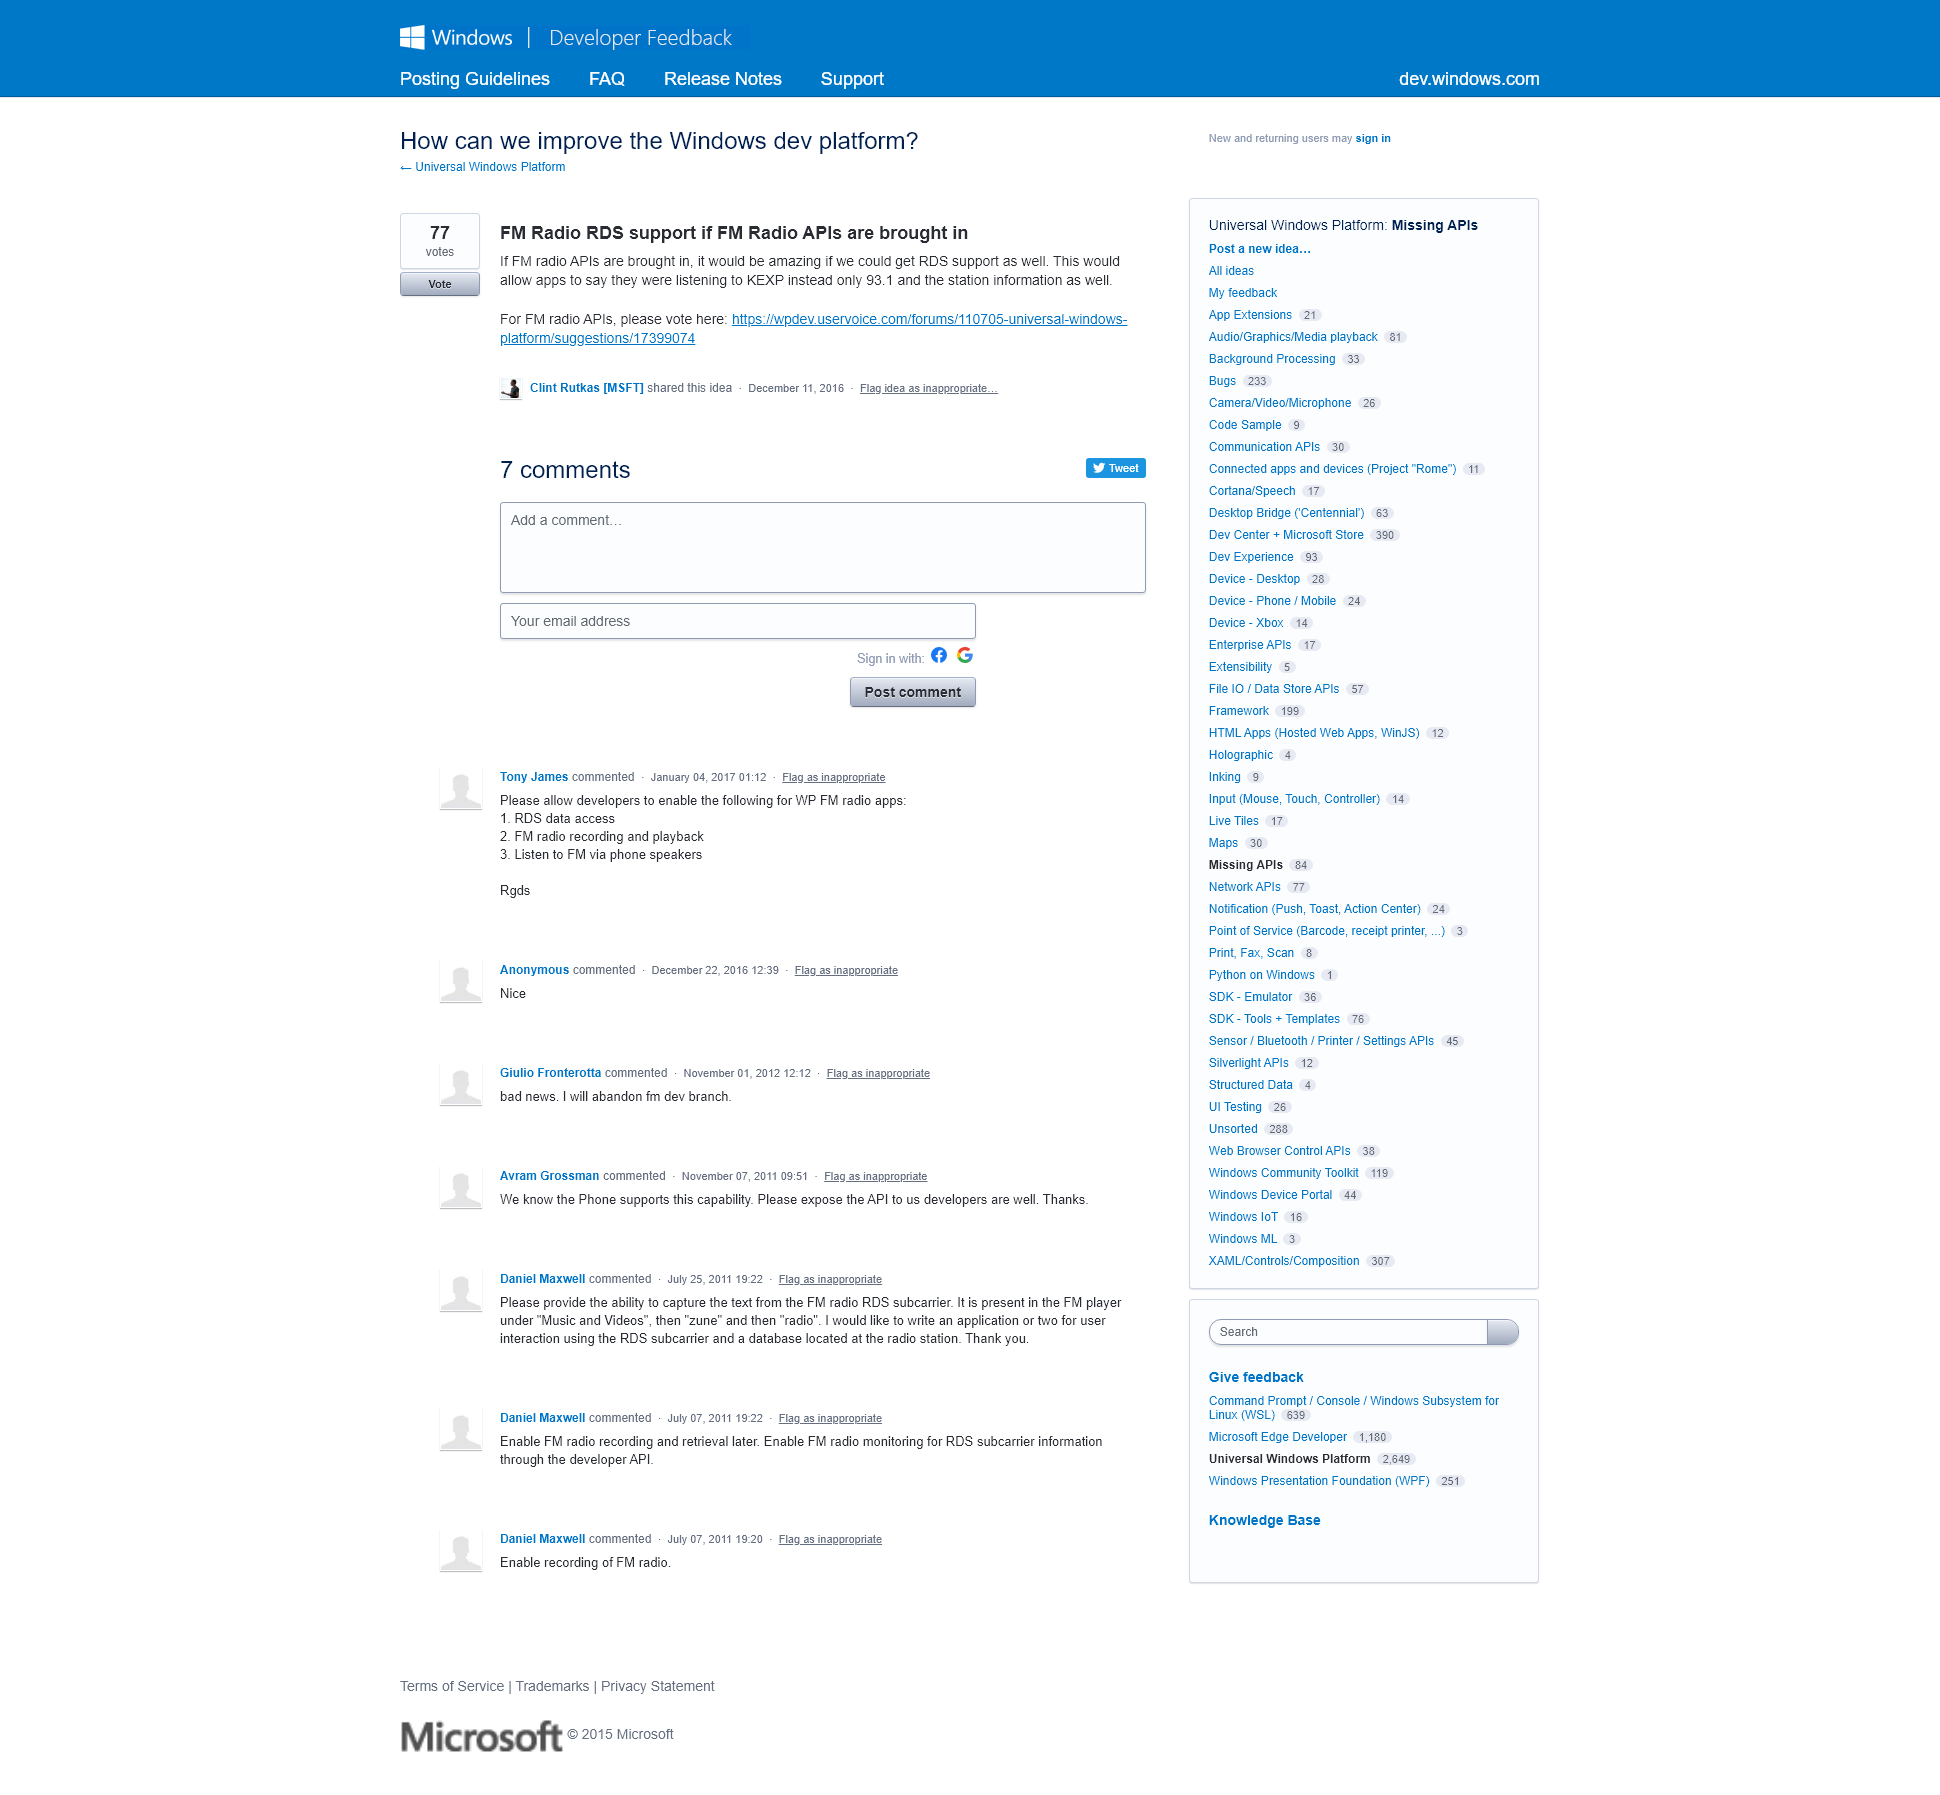 Windows | Developer Feedback
Posting Guidelines FAQ Release Notes Support dev.windows.com
How can we improve the Windows dev platform?
← Universal Windows Platform
New and returning users may sign in
77
votes
Vote
FM Radio RDS support if FM Radio APIs are brought in
If FM radio APIs are brought in, it would be amazing if we could get RDS support as well. This would
allow apps to say they were listening to KEXP instead only 93.1 and the station information as well.
For FM radio APIs, please vote here: https://wpdev.uservoice.com/forums/110705-universal-windows-
platform/suggestions/17399074
Clint Rutkas [MSFT] shared this idea · December 11, 2016 · Flag idea as inappropriate…
7 comments
Tweet
Add a comment…
Your email address
Sign in with:
Post comment
Tony James commented · January 04, 2017 01:12 · Flag as inappropriate
Please allow developers to enable the following for WP FM radio apps:
1. RDS data access
2. FM radio recording and playback
3. Listen to FM via phone speakers
Rgds
Anonymous commented · December 22, 2016 12:39 · Flag as inappropriate
Nice
Giulio Fronterotta commented · November 01, 2012 12:12 · Flag as inappropriate
bad news. I will abandon fm dev branch.
Avram Grossman commented · November 07, 2011 09:51 · Flag as inappropriate
We know the Phone supports this capability. Please expose the API to us developers are well. Thanks.
Daniel Maxwell commented · July 25, 2011 19:22 · Flag as inappropriate
Please provide the ability to capture the text from the FM radio RDS subcarrier. It is present in the FM player
under "Music and Videos", then "zune" and then "radio". I would like to write an application or two for user
interaction using the RDS subcarrier and a database located at the radio station. Thank you.
Daniel Maxwell commented · July 07, 2011 19:22 · Flag as inappropriate
Enable FM radio recording and retrieval later. Enable FM radio monitoring for RDS subcarrier information
through the developer API.
Daniel Maxwell commented · July 07, 2011 19:20 · Flag as inappropriate
Enable recording of FM radio.
Universal Windows Platform: Missing APIs
Post a new idea…
All ideas
My feedback
App Extensions 21
Audio/Graphics/Media playback 81
Background Processing 33
Bugs 233
Camera/Video/Microphone 26
Code Sample 9
Communication APIs 30
Connected apps and devices (Project "Rome") 11
Cortana/Speech 17
Desktop Bridge ('Centennial') 63
Dev Center + Microsoft Store 390
Dev Experience 93
Device - Desktop 28
Device - Phone / Mobile 24
Device - Xbox 14
Enterprise APIs 17
Extensibility 5
File IO / Data Store APIs 57
Framework 199
HTML Apps (Hosted Web Apps, WinJS) 12
Holographic 4
Inking 9
Input (Mouse, Touch, Controller) 14
Live Tiles 17
Maps 30
Missing APIs 84
Network APIs 77
Notification (Push, Toast, Action Center) 24
Point of Service (Barcode, receipt printer, ...) 3
Print, Fax, Scan 8
Python on Windows 1
SDK - Emulator 36
SDK - Tools + Templates 76
Sensor / Bluetooth / Printer / Settings APIs 45
Silverlight APIs 12
Structured Data 4
UI Testing 26
Unsorted 288
Web Browser Control APIs 38
Windows Community Toolkit 119
Windows Device Portal 44
Windows IoT 16
Windows ML 3
XAML/Controls/Composition 307
Search
Give feedback
Command Prompt / Console / Windows Subsystem for
Linux (WSL) 639
Microsoft Edge Developer 1,180
Universal Windows Platform 2,649
Windows Presentation Foundation (WPF) 251
Knowledge Base
Terms of Service | Trademarks | Privacy Statement
Microsoft © 2015 Microsoft